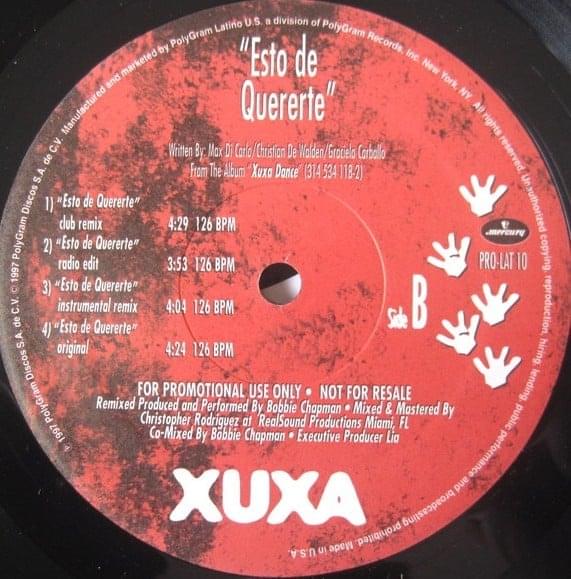 "Esto de
Quererte"
Written By: Max Di Carlo/Christian De Walden/Graciela Carballo
From The Album "Xuxa Dance" (314 534 118-2)
1) "Esto de Quererte"
club remix 4:29 126 BPM
2) "Esto de Quererte"
radio edit 3:53 126 BPM
3) "Esto de Quererte"
instrumental remix 4:04 126 BPM
4) "Esto de Quererte"
original 4:24 126 BPM
mercury
PRO-LAT 10
Side B
FOR PROMOTIONAL USE ONLY • NOT FOR RESALE
Remixed Produced and Performed By Bobbie Chapman • Mixed & Mastered By
Christopher Rodriguez at RealSound Productions Miami, FL
Co-Mixed By Bobbie Chapman • Executive Producer Lia
XUXA
℗ 1997 PolyGram Discos S.A. de C.V. © 1997 PolyGram Discos S.A. de C.V. Manufactured and marketed by PolyGram Latino U.S. a division of PolyGram Records, Inc. New York, NY All rights reserved. Unauthorized copying, reproduction, hiring, lending, public performance and broadcasting prohibited. Made in U.S.A.